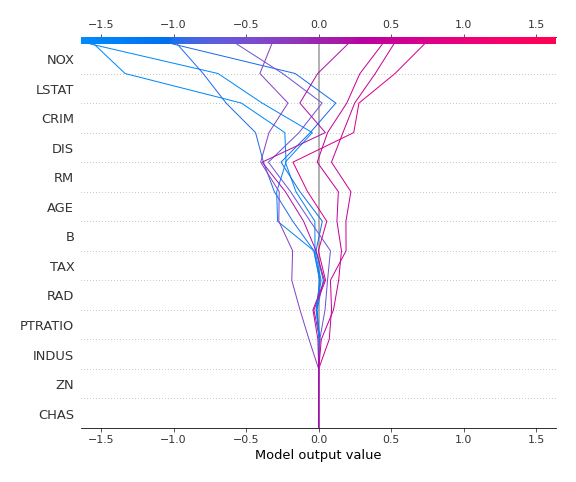 −1.5 −1.0 −0.5 0.0 0.5 1.0 1.5
NOX
LSTAT
CRIM
DIS
RM
AGE
B
TAX
RAD
PTRATIO
INDUS
ZN
CHAS
−1.5 −1.0 −0.5 0.0 0.5 1.0 1.5
Model output value